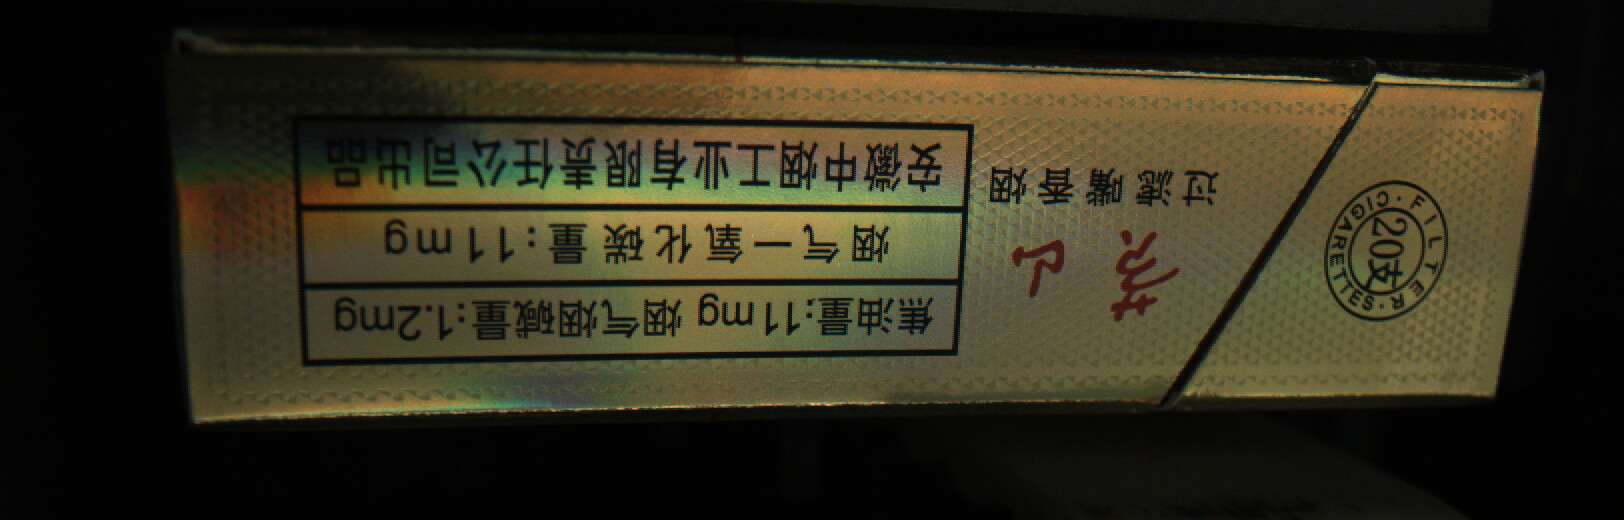 FILTER·CIGARETTES·
20支
黄山
过滤嘴香烟
焦油量:11mg 烟气烟碱量:1.2mg
烟气一氧化碳量:11mg
安徽中烟工业有限责任公司出品